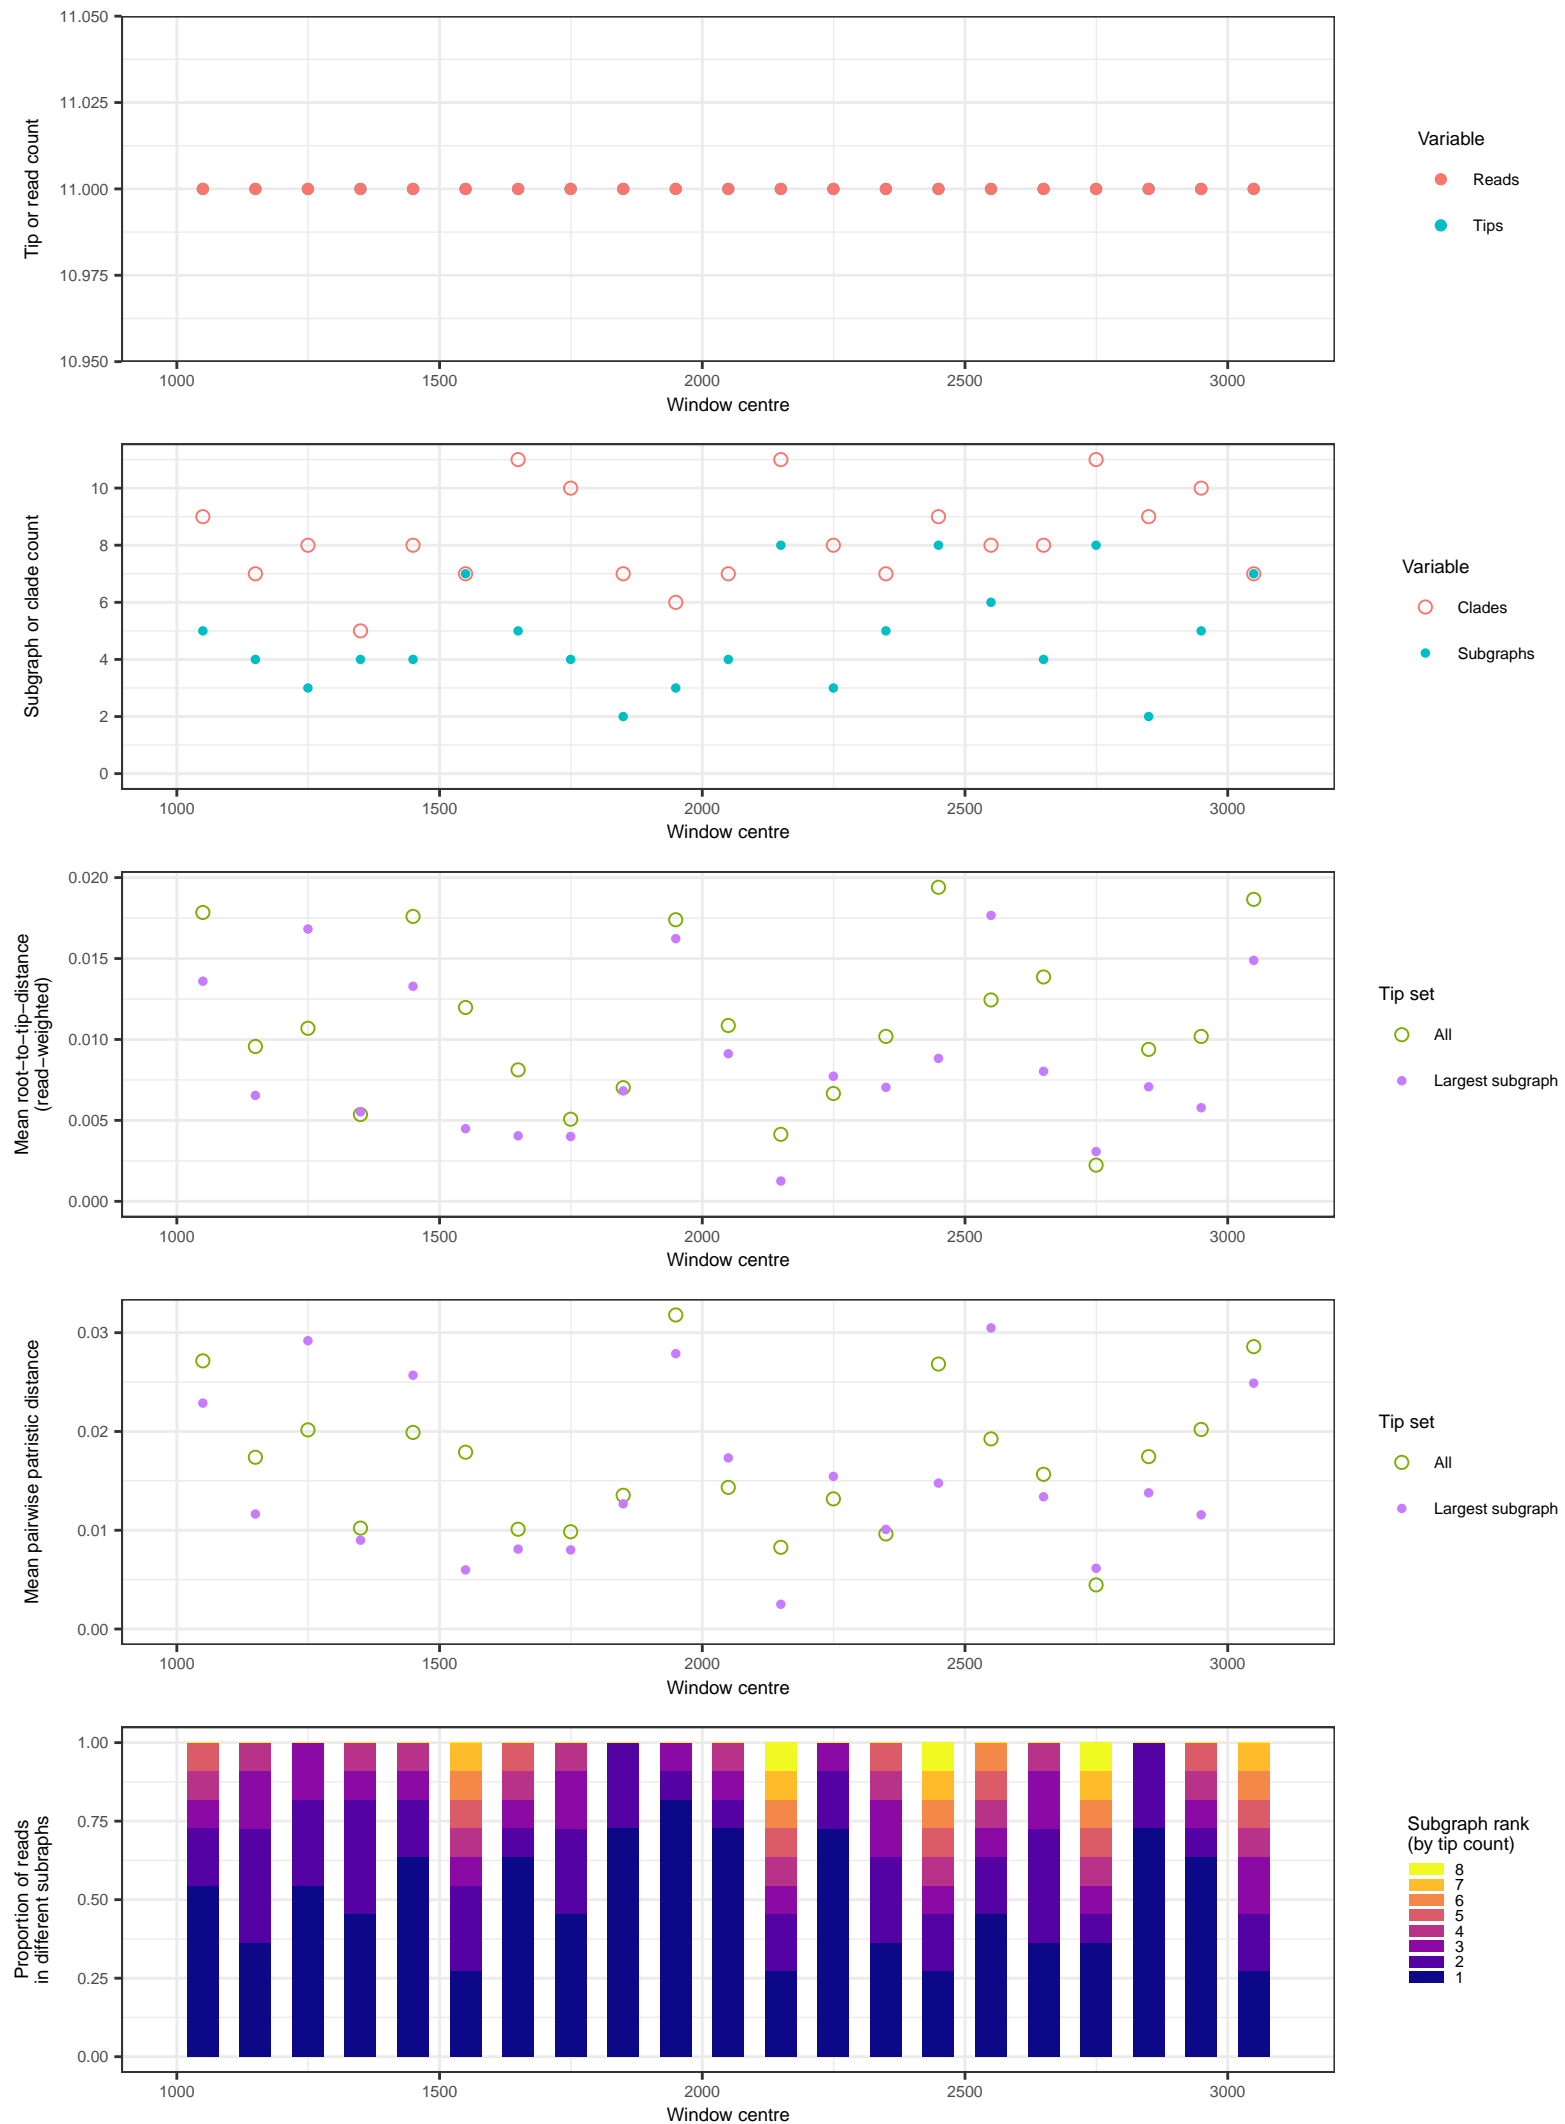 11.050
11.025
11.000
10.975
10.950
Tip or read count
1000 1500 2000 2500 3000
Window centre
Variable
Reads
Tips
10
8
6
4
2
0
Subgraph or clade count
1000 1500 2000 2500 3000
Window centre
Variable
Clades
Subgraphs
0.020
0.015
0.010
0.005
0.000
Mean root−to−tip−distance
(read−weighted)
1000 1500 2000 2500 3000
Window centre
Tip set
All
Largest subgraph
0.03
0.02
0.01
0.00
Mean pairwise patristic distance
1000 1500 2000 2500 3000
Window centre
Tip set
All
Largest subgraph
1.00
0.75
0.50
0.25
0.00
Proportion of reads
in different subraphs
1000 1500 2000 2500 3000
Window centre
Subgraph rank
(by tip count)
8
7
6
5
4
3
2
1